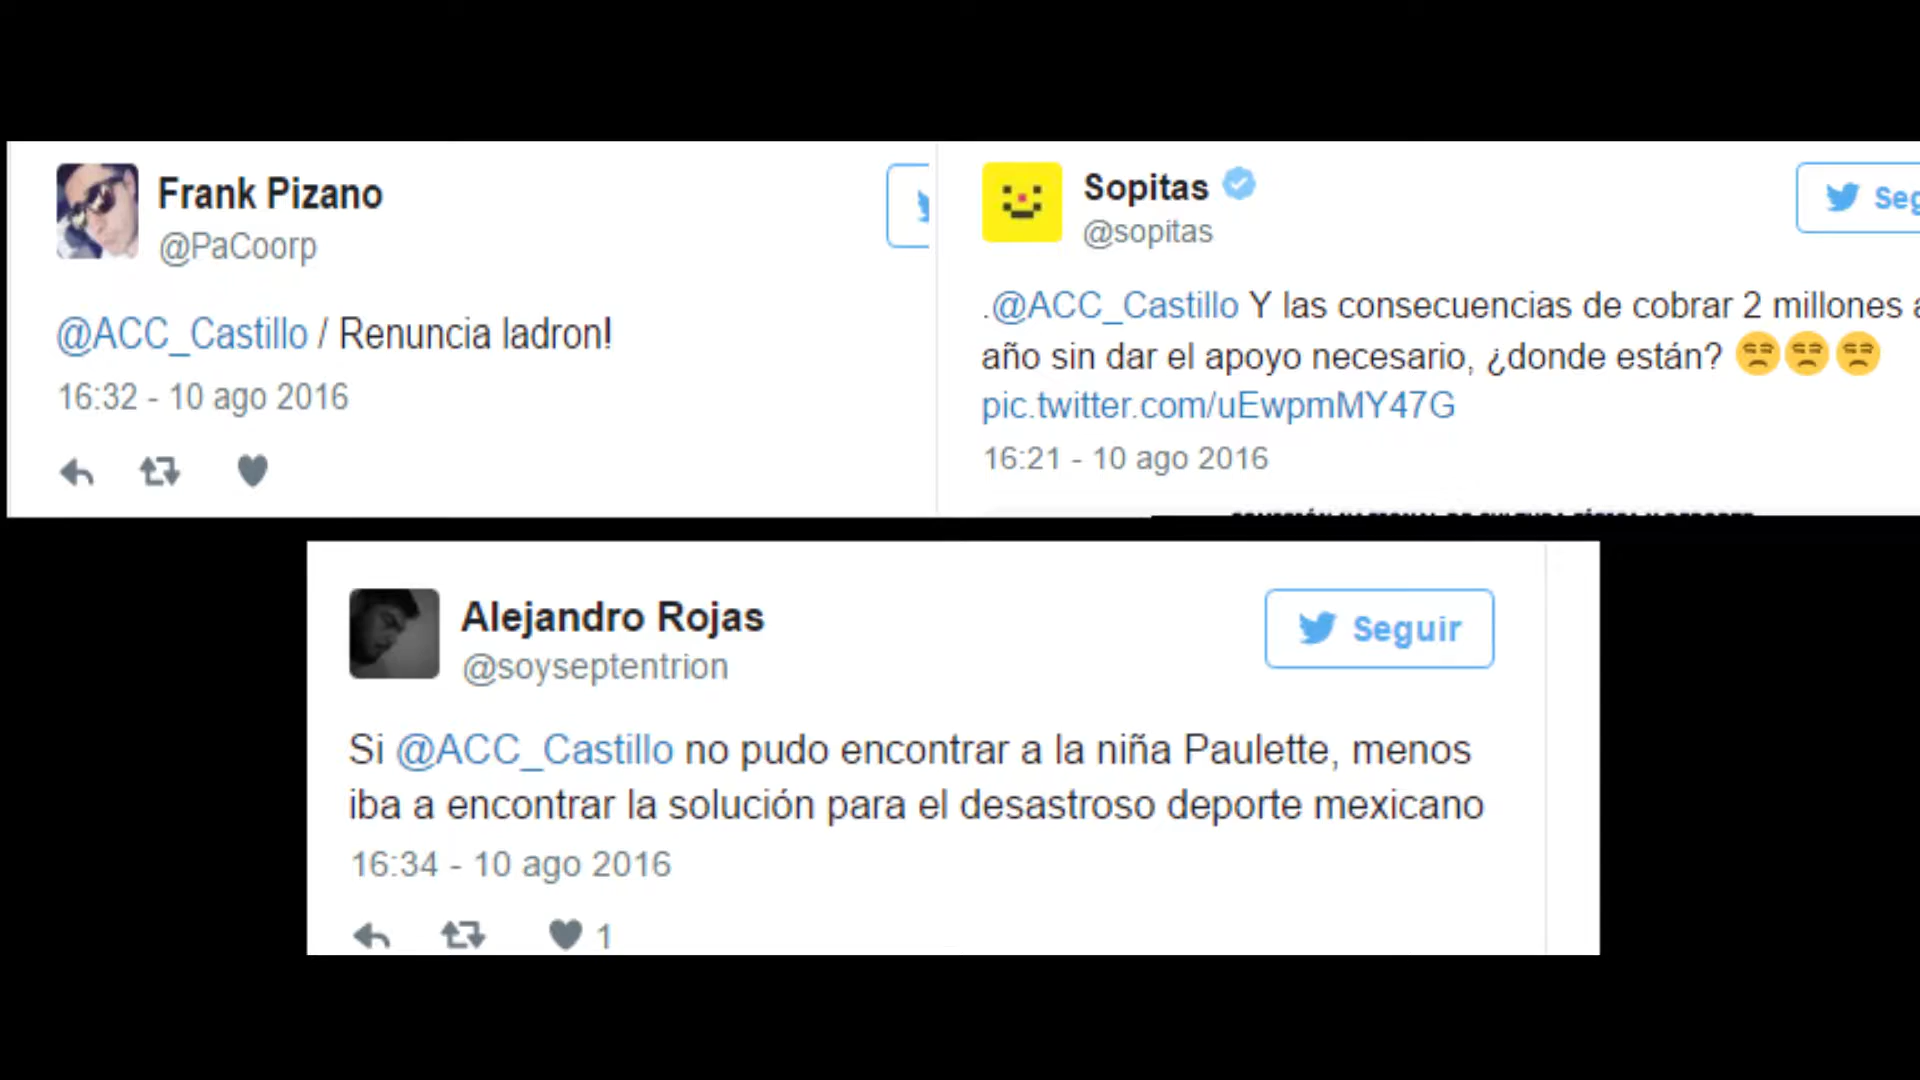 Frank Pizano
@PaCoorp
@ACC_Castillo / Renuncia ladron!
16:32 - 10 ago 2016
Sopitas
@sopitas
Seg
.@ACC_Castillo Y las consecuencias de cobrar 2 millones a
año sin dar el apoyo necesario, ¿donde están? 😒😒😒
pic.twitter.com/uEwpmMY47G
16:21 - 10 ago 2016
Alejandro Rojas
@soyseptentrion
Seguir
Si @ACC_Castillo no pudo encontrar a la niña Paulette, menos
iba a encontrar la solución para el desastroso deporte mexicano
16:34 - 10 ago 2016
1